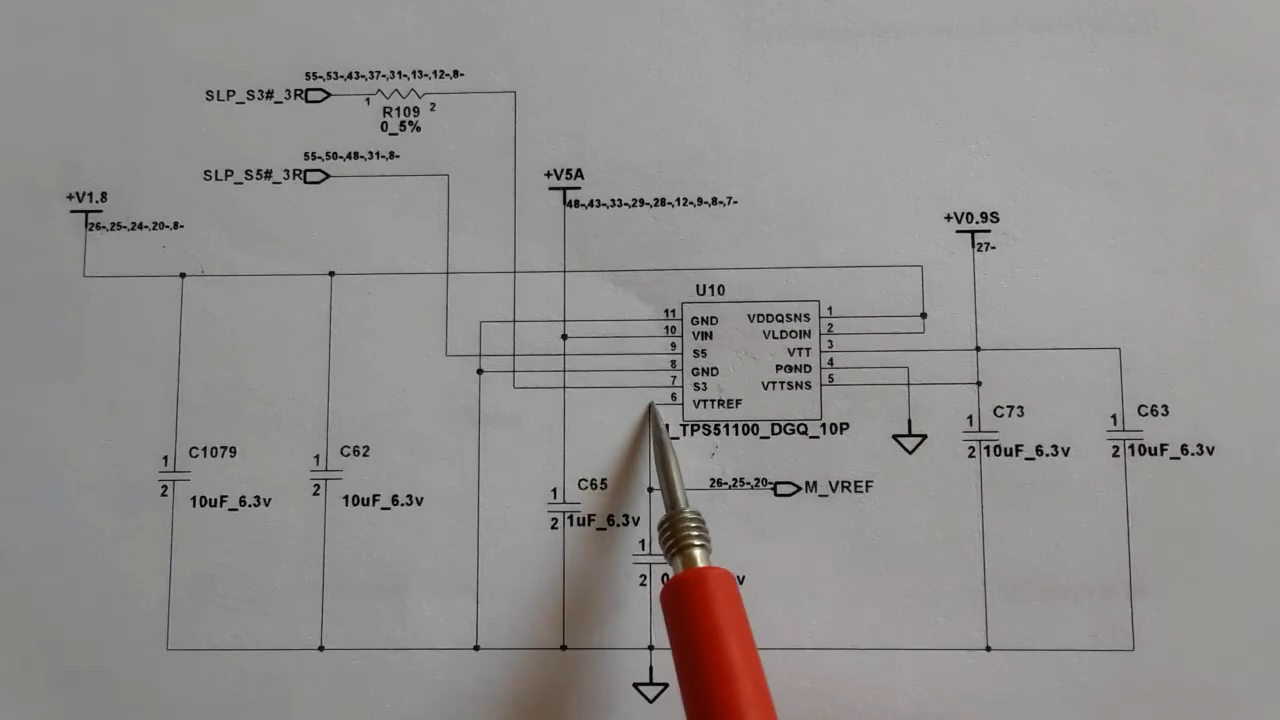 55-,53-,43-,37-,31-,13-,12-,8-
SLP_S3#_3R
1
2
R109
0_5%
55-,50-,48-,31-,8-
SLP_S5#_3R
+V5A
48-,43-,33-,29-,28-,12-,9-,8-,7-
+V1.8
26-,25-,24-,20-,8-
+V0.9S
27-
U10
11 GND VDDQSNS 1
10 VIN VLDOIN 2
9 S5 VTT 3
8 GND PGND 4
7 S3 VTTSNS 5
6 VTTREF
_TPS51100_DGQ_10P
1 C73
2 10uF_6.3v
C63
1
2 10uF_6.3v
C1079
1
2
10uF_6.3v
C62
1
2
10uF_6.3v
C65
1
2 1uF_6.3v
26-,25-,20-
M_VREF
1
2
v